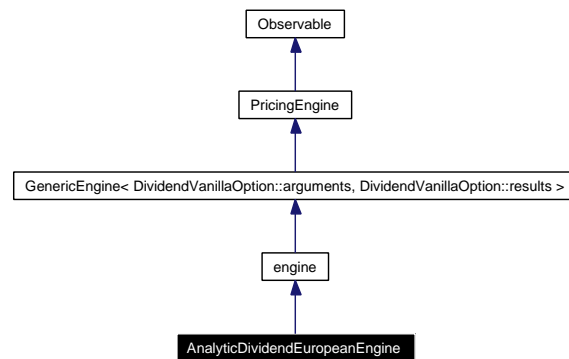 Observable
PricingEngine
GenericEngine< DividendVanillaOption::arguments, DividendVanillaOption::results >
engine
AnalyticDividendEuropeanEngine